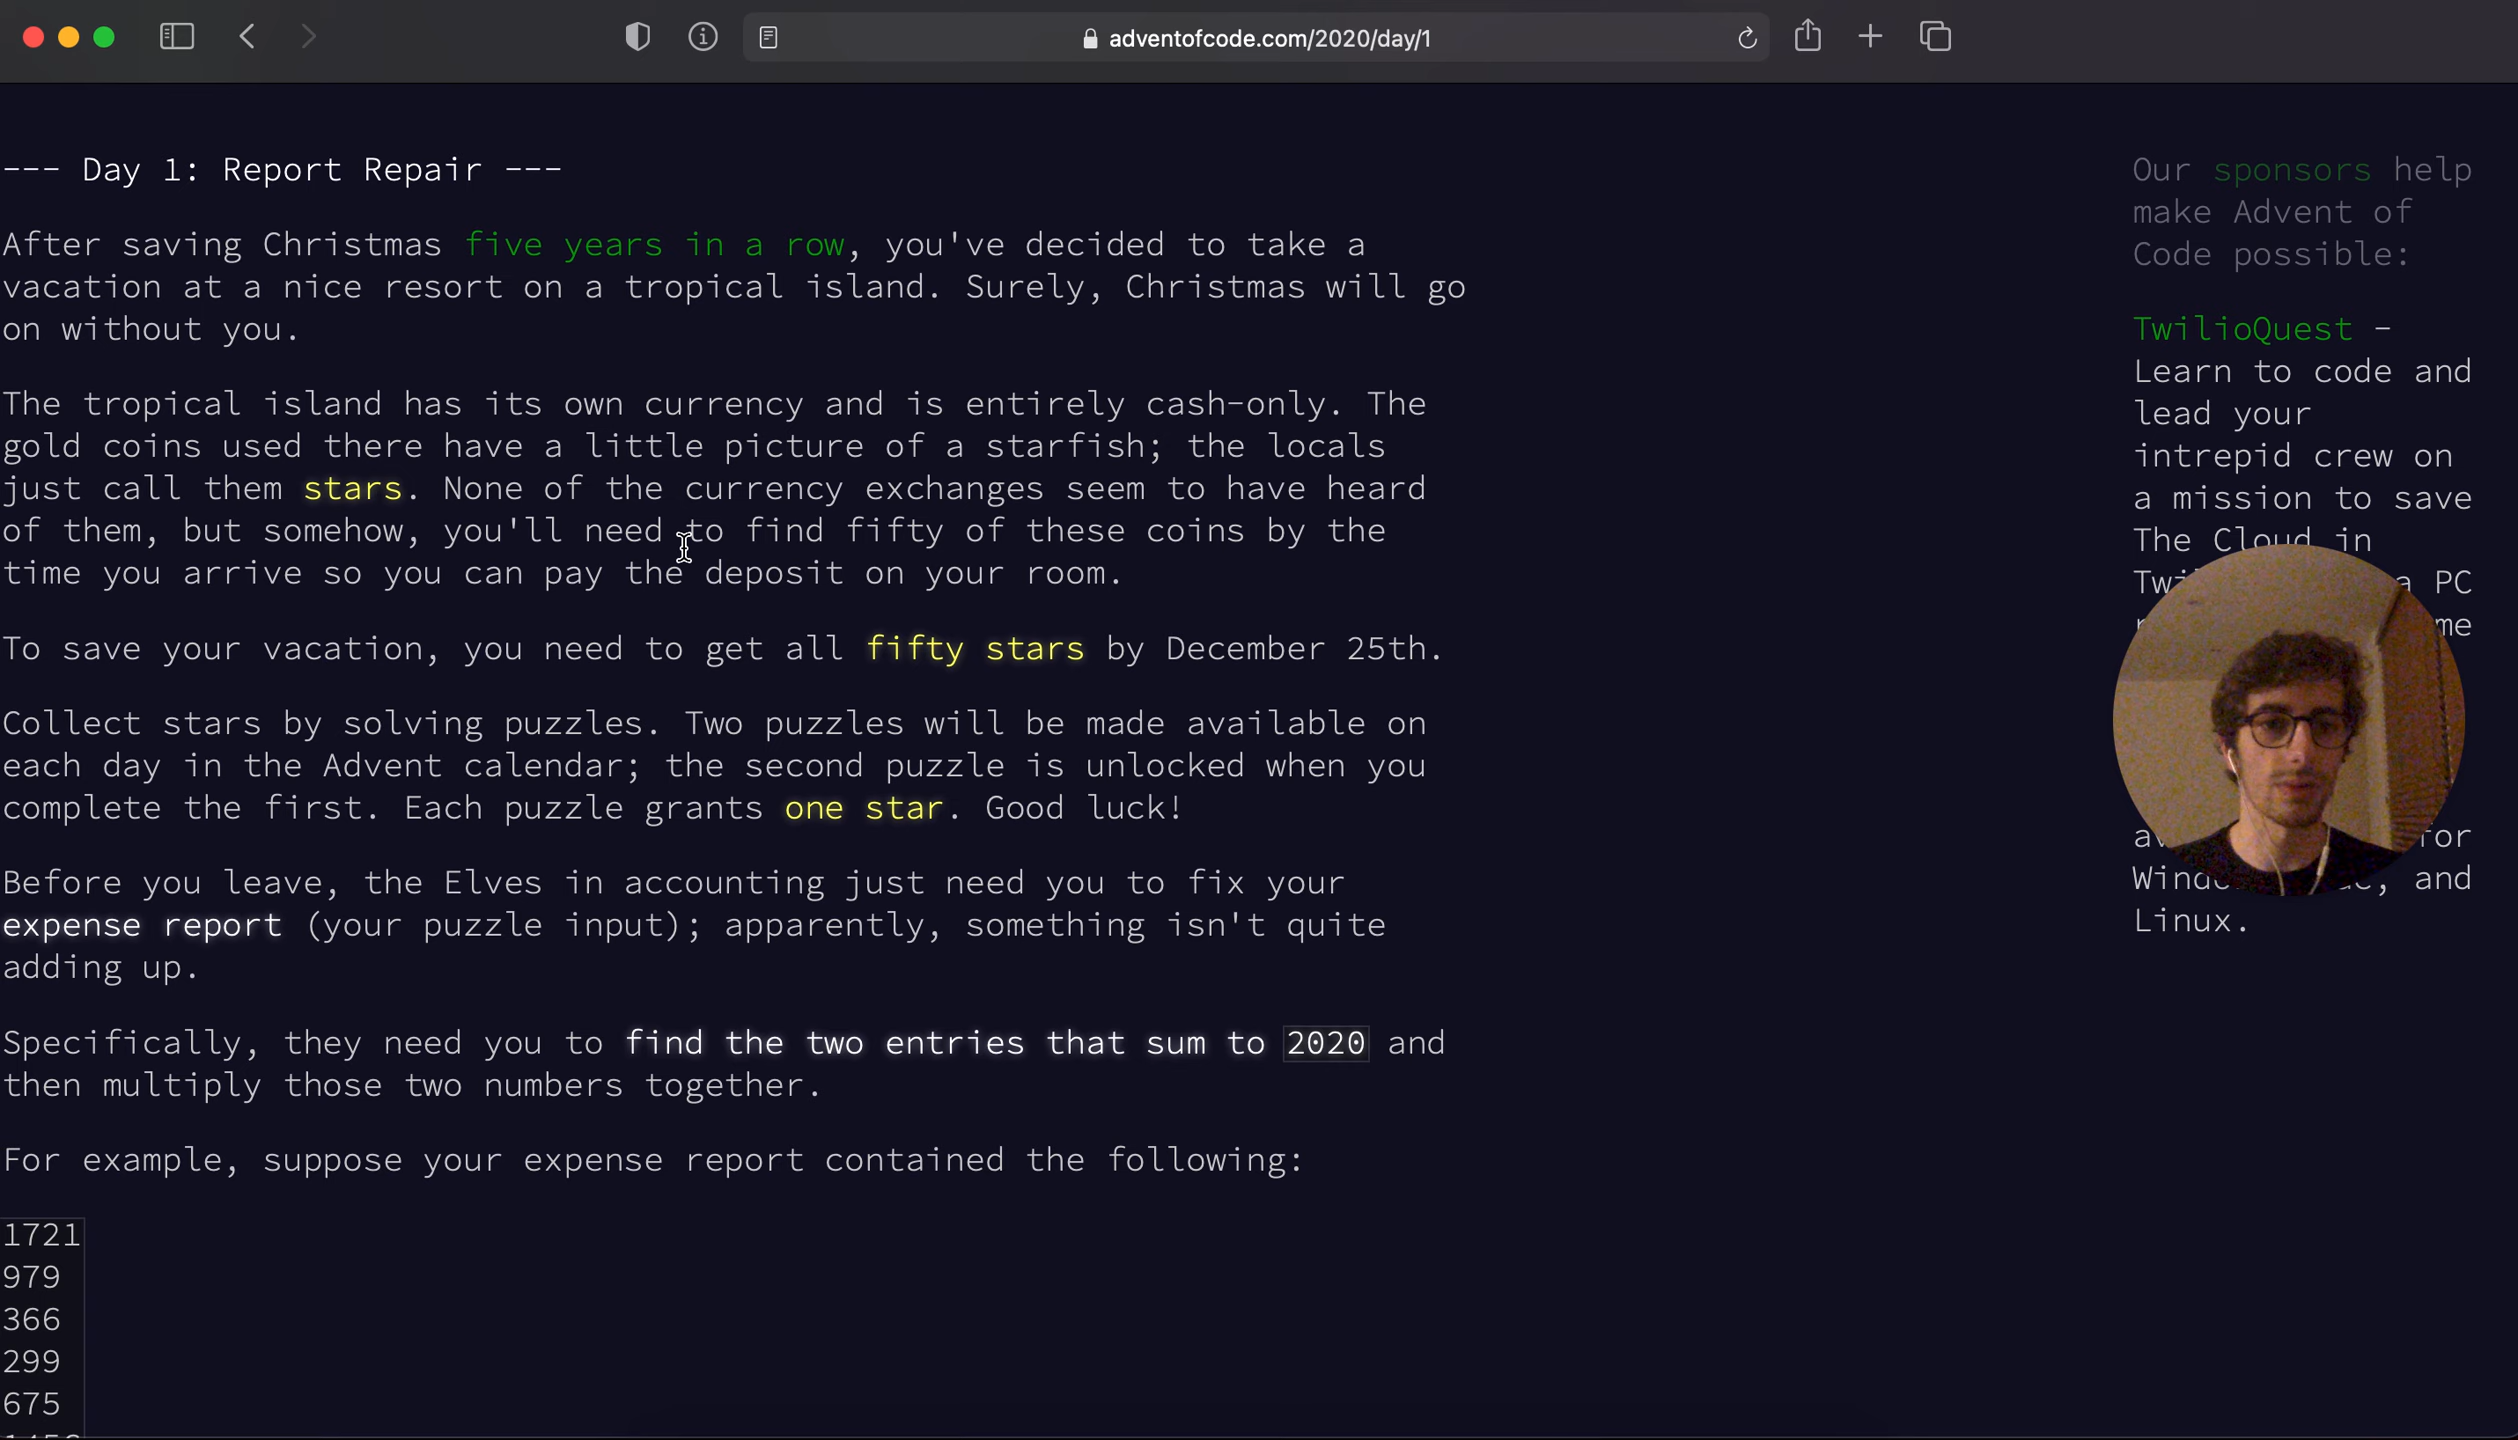 adventofcode.com/2020/day/1
--- Day 1: Report Repair ---
After saving Christmas five years in a row, you've decided to take a
vacation at a nice resort on a tropical island. Surely, Christmas will go
on without you.
The tropical island has its own currency and is entirely cash-only. The
gold coins used there have a little picture of a starfish; the locals
just call them stars. None of the currency exchanges seem to have heard
of them, but somehow, you'll need to find fifty of these coins by the
time you arrive so you can pay the deposit on your room.
To save your vacation, you need to get all fifty stars by December 25th.
Collect stars by solving puzzles. Two puzzles will be made available on
each day in the Advent calendar; the second puzzle is unlocked when you
complete the first. Each puzzle grants one star. Good luck!
Before you leave, the Elves in accounting just need you to fix your
expense report (your puzzle input); apparently, something isn't quite
adding up.
Specifically, they need you to find the two entries that sum to 2020 and
then multiply those two numbers together.
For example, suppose your expense report contained the following:
1721
979
366
299
675
Our sponsors help
make Advent of
Code possible:
TwilioQuest -
Learn to code and
lead your
intrepid crew on
a mission to save
The Cloud in
PC
for
and
Linux.